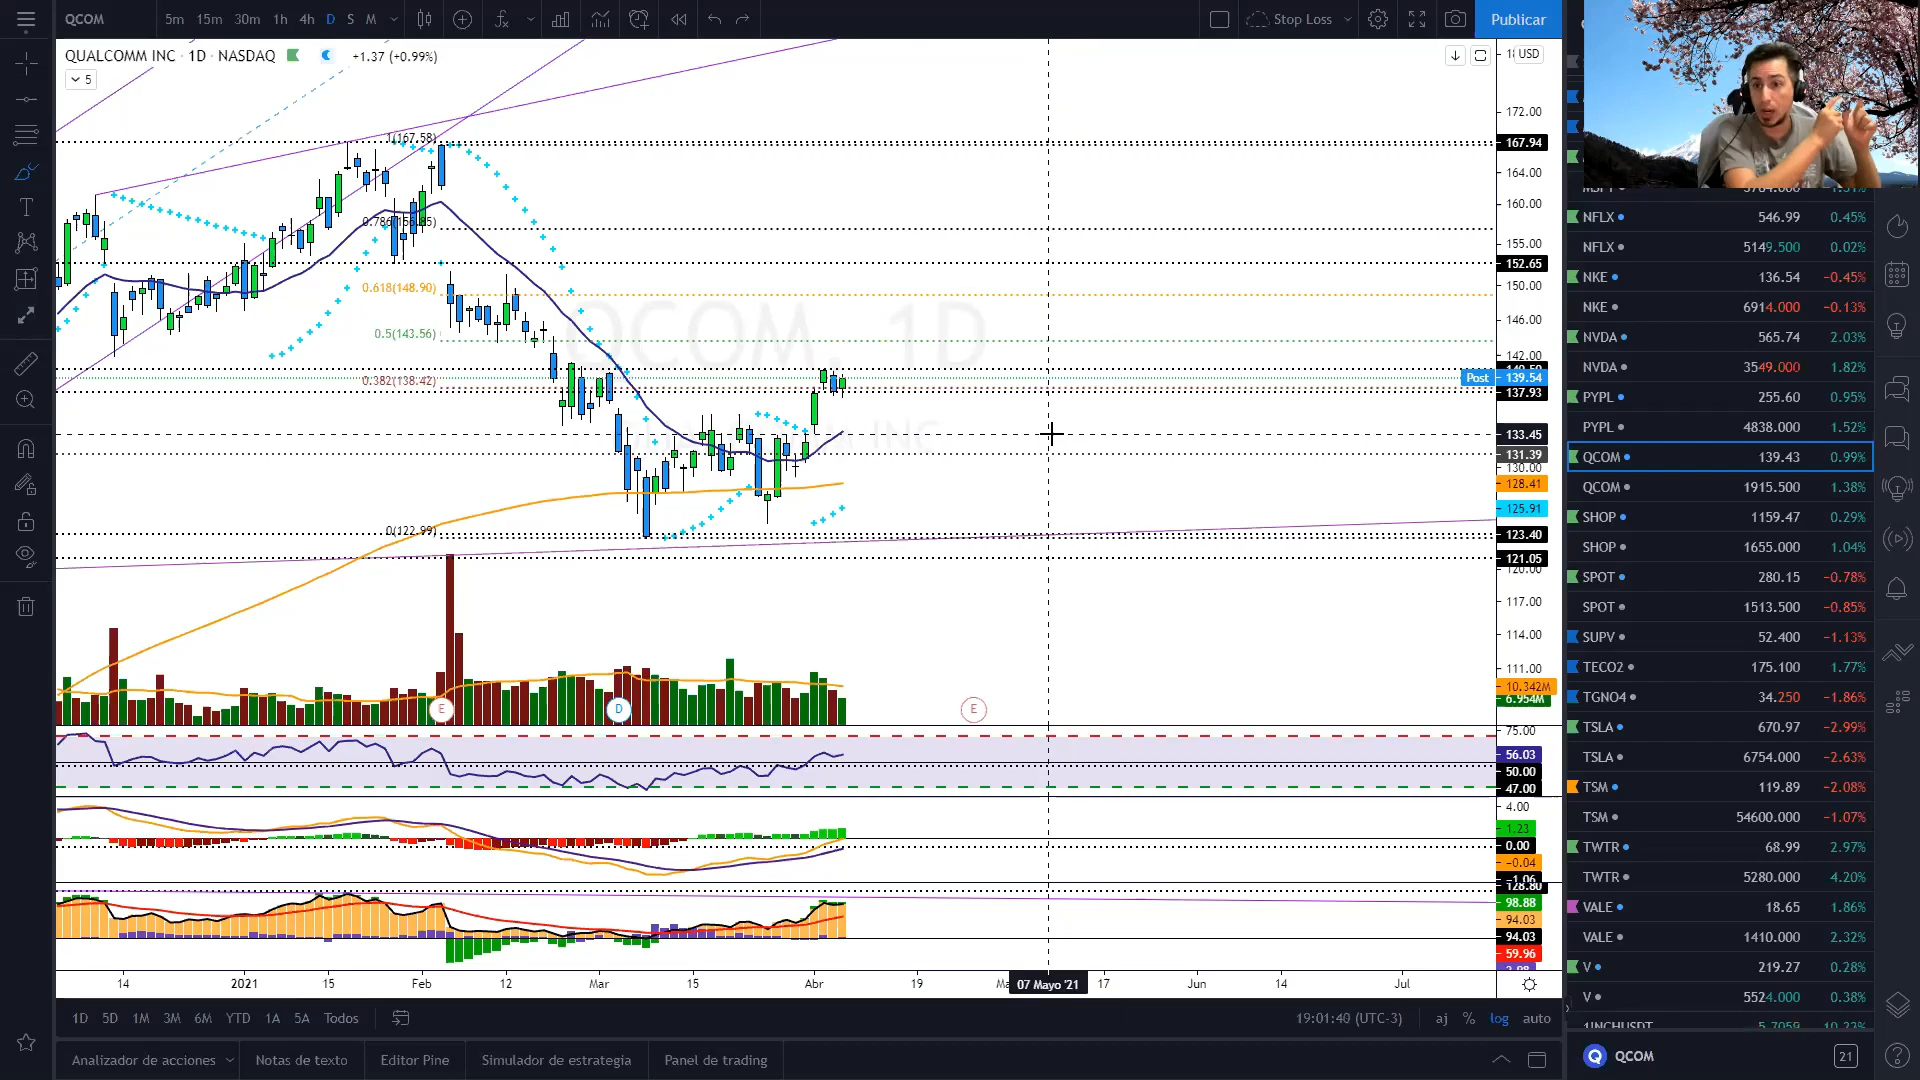 QCOM 5m 15m 30m 1h 4h D S M Stop Loss Publicar
QUALCOMM INC · 1D · NASDAQ +1.37 (+0.99%)
5
USD
172.00
167.94
164.00
160.00
155.00
152.65
150.00
146.00
142.00
Post 139.54
137.93
133.45
131.39
130.00
128.41
125.91
123.40
121.05
120.00
117.00
114.00
111.00
10.342M
6.954M
1(167.58)
0.786(156.85)
0.618(148.90)
0.5(143.56)
0.382(138.42)
0(122.99)
QCOM, 1D
E D E
75.00
56.03
50.00
47.00
4.00
1.23
0.00
−0.04
−1.06
128.80
98.88
94.03
94.03
59.96
14 2021 15 Feb 12 Mar 15 Abr 19 07 Mayo '21 17 Jun 14 Jul
1D 5D 1M 3M 6M YTD 1A 5A Todos 19:01:40 (UTC-3) aj % log auto
Analizador de acciones Notas de texto Editor Pine Simulador de estrategia Panel de trading
NFLX 546.99 0.45%
NFLX 5149.500 0.02%
NKE 136.54 −0.45%
NKE 6914.000 −0.13%
NVDA 565.74 2.03%
NVDA 3549.000 1.82%
PYPL 255.60 0.95%
PYPL 4838.000 1.52%
QCOM 139.43 0.99%
QCOM 1915.500 1.38%
SHOP 1159.47 0.29%
SHOP 1655.000 1.04%
SPOT 280.15 −0.78%
SPOT 1513.500 −0.85%
SUPV 52.400 −1.13%
TECO2 175.100 1.77%
TGNO4 34.250 −1.86%
TSLA 670.97 −2.99%
TSLA 6754.000 −2.63%
TSM 119.89 −2.08%
TSM 54600.000 −1.07%
TWTR 68.99 2.97%
TWTR 5280.000 4.20%
VALE 18.65 1.86%
VALE 1410.000 2.32%
V 219.27 0.28%
V 5524.000 0.38%
1INCHUSDT 5.7059 10.23%
QCOM 21